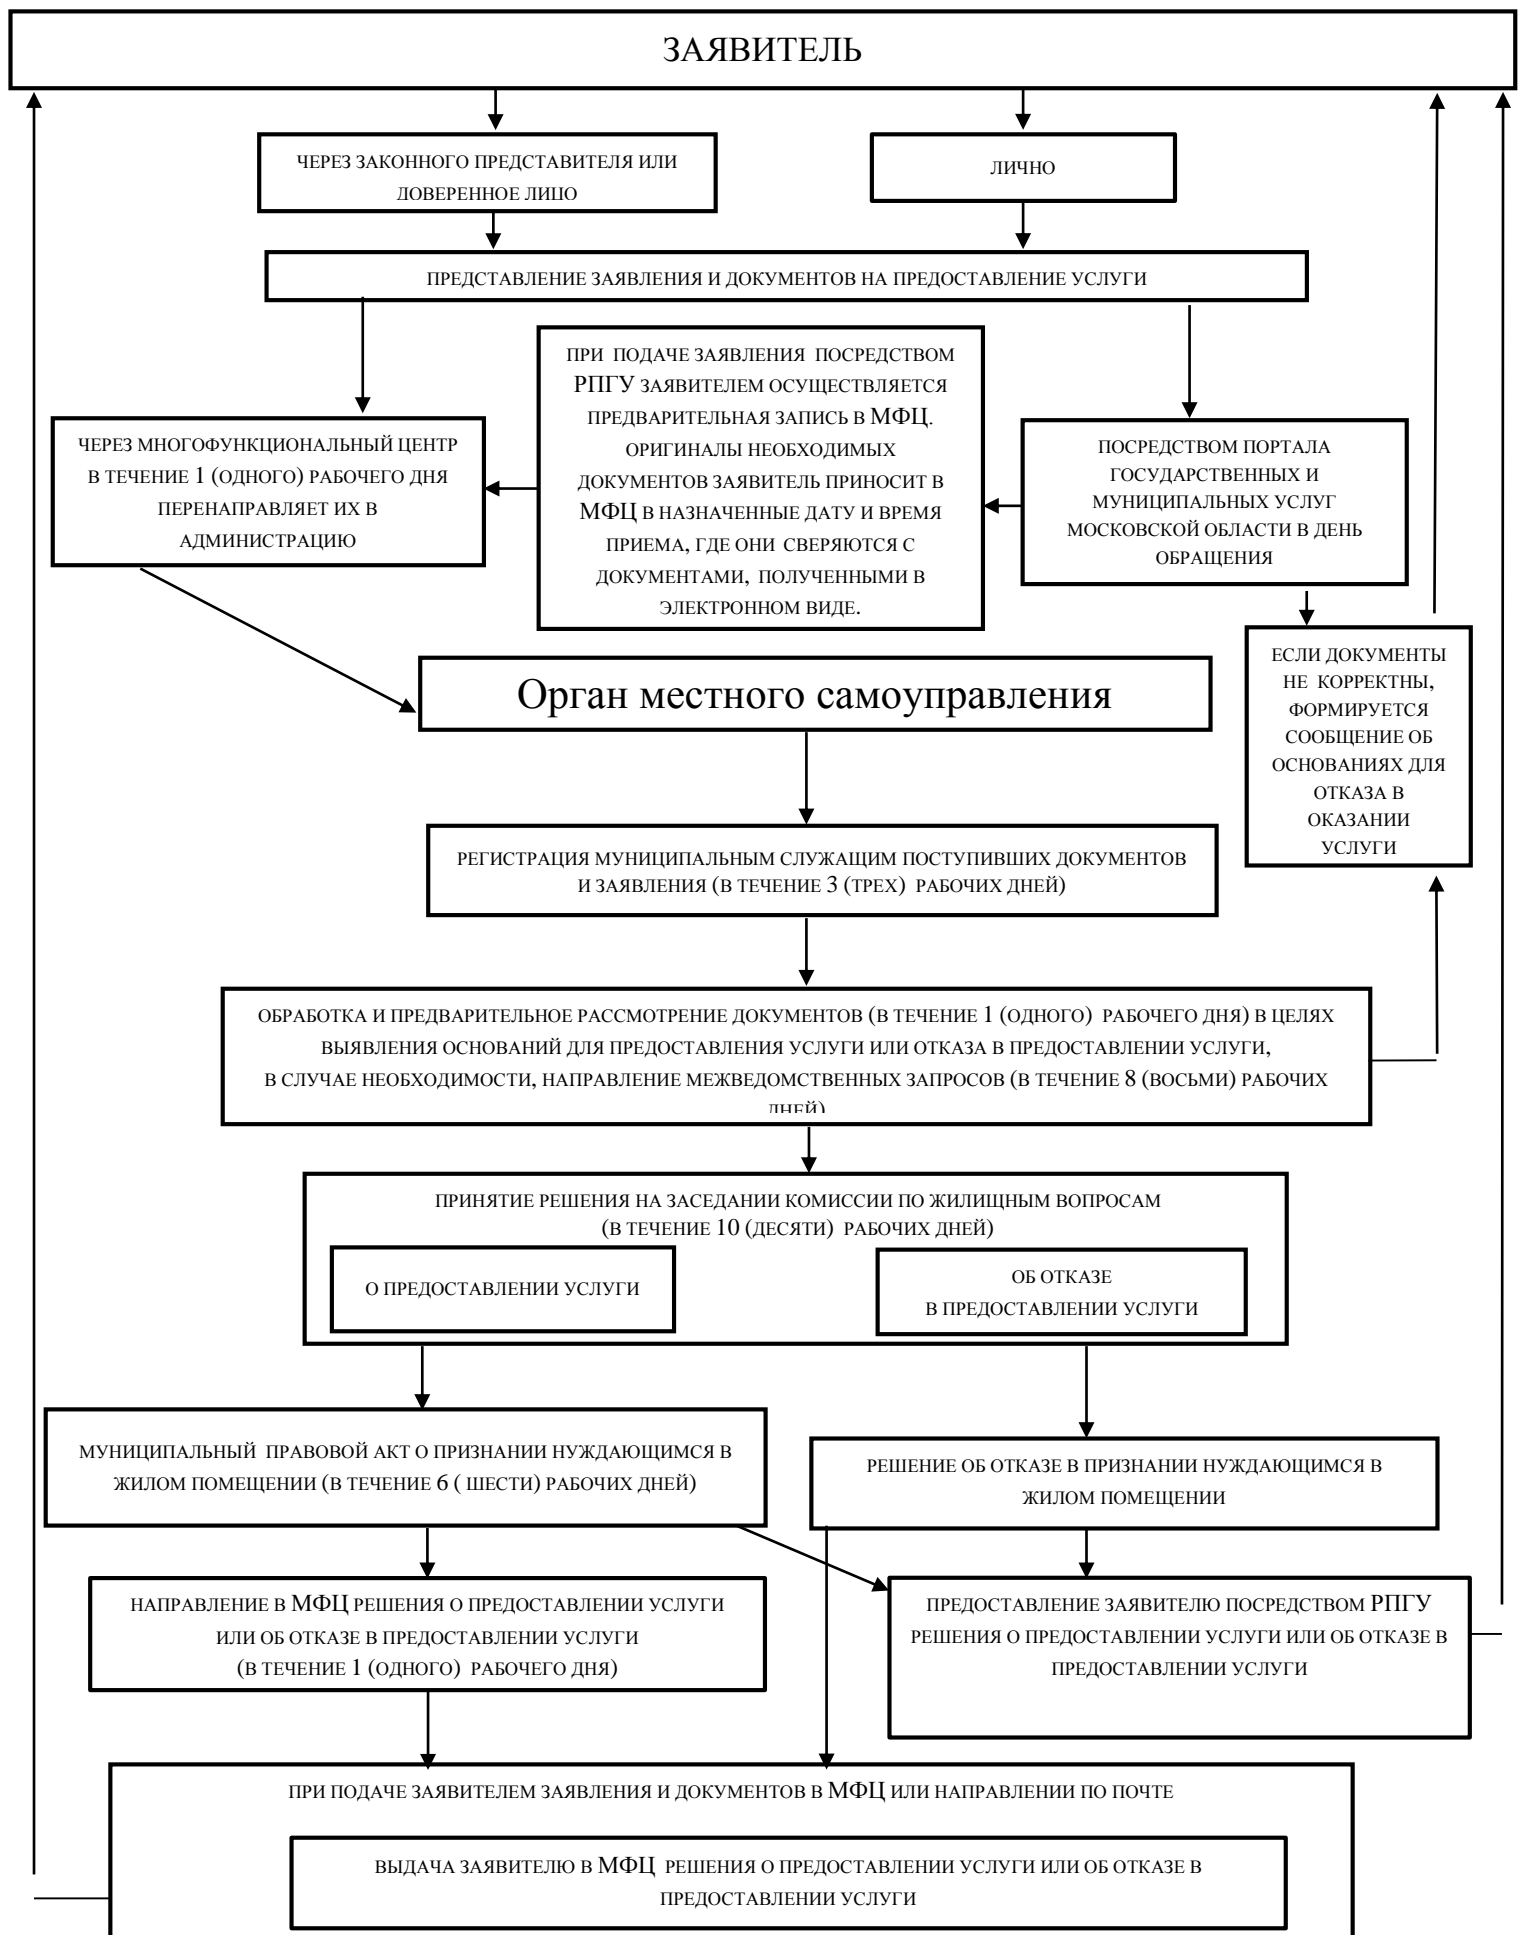 ЗАЯВИТЕЛЬ
ЧЕРЕЗ ЗАКОННОГО ПРЕДСТАВИТЕЛЯ ИЛИ
ДОВЕРЕННОЕ ЛИЦО
ЛИЧНО
ПРЕДСТАВЛЕНИЕ ЗАЯВЛЕНИЯ И ДОКУМЕНТОВ НА ПРЕДОСТАВЛЕНИЕ УСЛУГИ
ПРИ ПОДАЧЕ ЗАЯВЛЕНИЯ ПОСРЕДСТВОМ
РПГУ ЗАЯВИТЕЛЕМ ОСУЩЕСТВЛЯЕТСЯ
ПРЕДВАРИТЕЛЬНАЯ ЗАПИСЬ В МФЦ.
ОРИГИНАЛЫ НЕОБХОДИМЫХ
ДОКУМЕНТОВ ЗАЯВИТЕЛЬ ПРИНОСИТ В
МФЦ В НАЗНАЧЕННЫЕ ДАТУ И ВРЕМЯ
ПРИЕМА, ГДЕ ОНИ СВЕРЯЮТСЯ С
ДОКУМЕНТАМИ, ПОЛУЧЕННЫМИ В
ЭЛЕКТРОННОМ ВИДЕ.
ЧЕРЕЗ МНОГОФУНКЦИОНАЛЬНЫЙ ЦЕНТР
В ТЕЧЕНИЕ 1 (ОДНОГО) РАБОЧЕГО ДНЯ
ПЕРЕНАПРАВЛЯЕТ ИХ В
АДМИНИСТРАЦИЮ
ПОСРЕДСТВОМ ПОРТАЛА
ГОСУДАРСТВЕННЫХ И
МУНИЦИПАЛЬНЫХ УСЛУГ
МОСКОВСКОЙ ОБЛАСТИ В ДЕНЬ
ОБРАЩЕНИЯ
ЕСЛИ ДОКУМЕНТЫ
НЕ КОРРЕКТНЫ,
ФОРМИРУЕТСЯ
СООБЩЕНИЕ ОБ
ОСНОВАНИЯХ ДЛЯ
ОТКАЗА В
ОКАЗАНИИ
УСЛУГИ
Орган местного самоуправления
РЕГИСТРАЦИЯ МУНИЦИПАЛЬНЫМ СЛУЖАЩИМ ПОСТУПИВШИХ ДОКУМЕНТОВ
И ЗАЯВЛЕНИЯ (В ТЕЧЕНИЕ 3 (ТРЕХ) РАБОЧИХ ДНЕЙ)
ОБРАБОТКА И ПРЕДВАРИТЕЛЬНОЕ РАССМОТРЕНИЕ ДОКУМЕНТОВ (В ТЕЧЕНИЕ 1 (ОДНОГО) РАБОЧЕГО ДНЯ) В ЦЕЛЯХ
ВЫЯВЛЕНИЯ ОСНОВАНИЙ ДЛЯ ПРЕДОСТАВЛЕНИЯ УСЛУГИ ИЛИ ОТКАЗА В ПРЕДОСТАВЛЕНИИ УСЛУГИ,
В СЛУЧАЕ НЕОБХОДИМОСТИ, НАПРАВЛЕНИЕ МЕЖВЕДОМСТВЕННЫХ ЗАПРОСОВ (В ТЕЧЕНИЕ 8 (ВОСЬМИ) РАБОЧИХ
ДНЕЙ)
ПРИНЯТИЕ РЕШЕНИЯ НА ЗАСЕДАНИИ КОМИССИИ ПО ЖИЛИЩНЫМ ВОПРОСАМ
(В ТЕЧЕНИЕ 10 (ДЕСЯТИ) РАБОЧИХ ДНЕЙ)
О ПРЕДОСТАВЛЕНИИ УСЛУГИ
ОБ ОТКАЗЕ
В ПРЕДОСТАВЛЕНИИ УСЛУГИ
МУНИЦИПАЛЬНЫЙ ПРАВОВОЙ АКТ О ПРИЗНАНИИ НУЖДАЮЩИМСЯ В
ЖИЛОМ ПОМЕЩЕНИИ (В ТЕЧЕНИЕ 6 ( ШЕСТИ) РАБОЧИХ ДНЕЙ)
РЕШЕНИЕ ОБ ОТКАЗЕ В ПРИЗНАНИИ НУЖДАЮЩИМСЯ В
ЖИЛОМ ПОМЕЩЕНИИ
НАПРАВЛЕНИЕ В МФЦ РЕШЕНИЯ О ПРЕДОСТАВЛЕНИИ УСЛУГИ
ИЛИ ОБ ОТКАЗЕ В ПРЕДОСТАВЛЕНИИ УСЛУГИ
(В ТЕЧЕНИЕ 1 (ОДНОГО) РАБОЧЕГО ДНЯ)
ПРЕДОСТАВЛЕНИЕ ЗАЯВИТЕЛЮ ПОСРЕДСТВОМ РПГУ
РЕШЕНИЯ О ПРЕДОСТАВЛЕНИИ УСЛУГИ ИЛИ ОБ ОТКАЗЕ В
ПРЕДОСТАВЛЕНИИ УСЛУГИ
ПРИ ПОДАЧЕ ЗАЯВИТЕЛЕМ ЗАЯВЛЕНИЯ И ДОКУМЕНТОВ В МФЦ ИЛИ НАПРАВЛЕНИИ ПО ПОЧТЕ
ВЫДАЧА ЗАЯВИТЕЛЮ В МФЦ РЕШЕНИЯ О ПРЕДОСТАВЛЕНИИ УСЛУГИ ИЛИ ОБ ОТКАЗЕ В
ПРЕДОСТАВЛЕНИИ УСЛУГИ